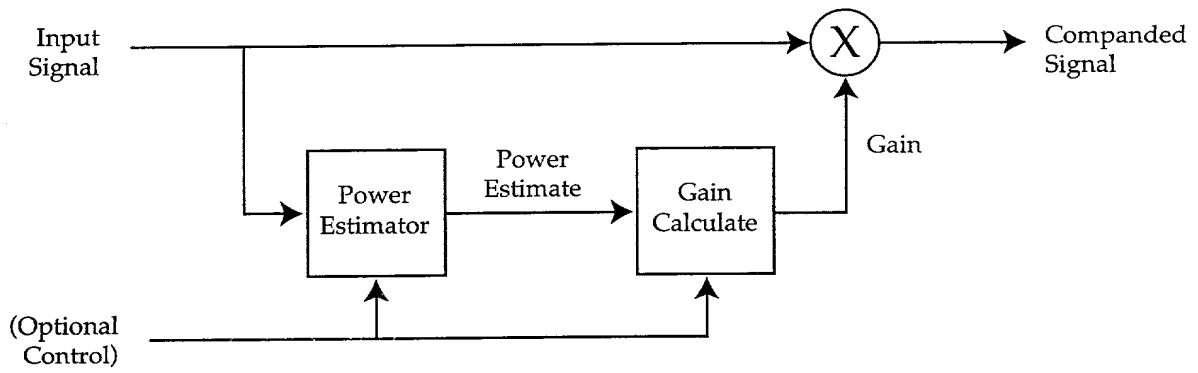 Input
Signal
X
Companded
Signal
Gain
Power
Estimate
Power
Estimator
Gain
Calculate
(Optional
Control)